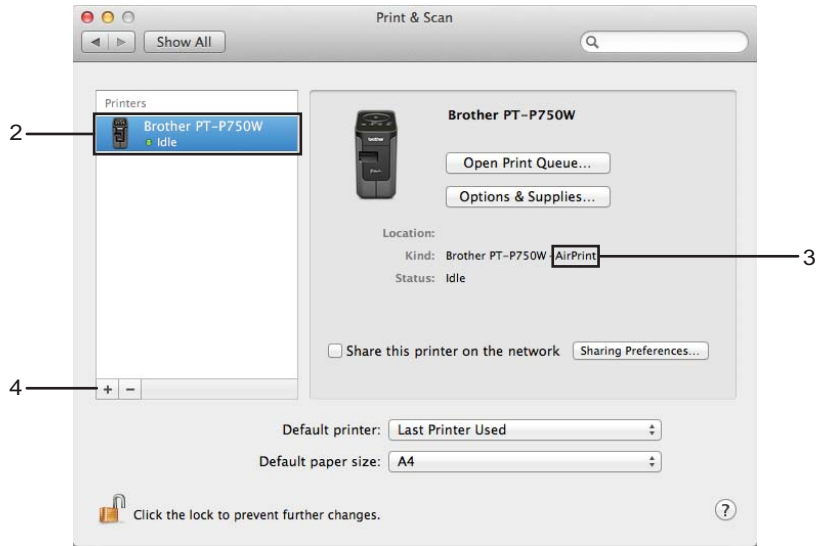 Print & Scan
Show All
Printers
Brother PT-P750W
Idle
Brother PT-P750W
Open Print Queue...
Options & Supplies...
Location:
Kind: Brother PT-P750W-AirPrint
Status: Idle
Share this printer on the network Sharing Preferences...
+ −
Default printer: Last Printer Used
Default paper size: A4
Click the lock to prevent further changes.
?
2
3
4